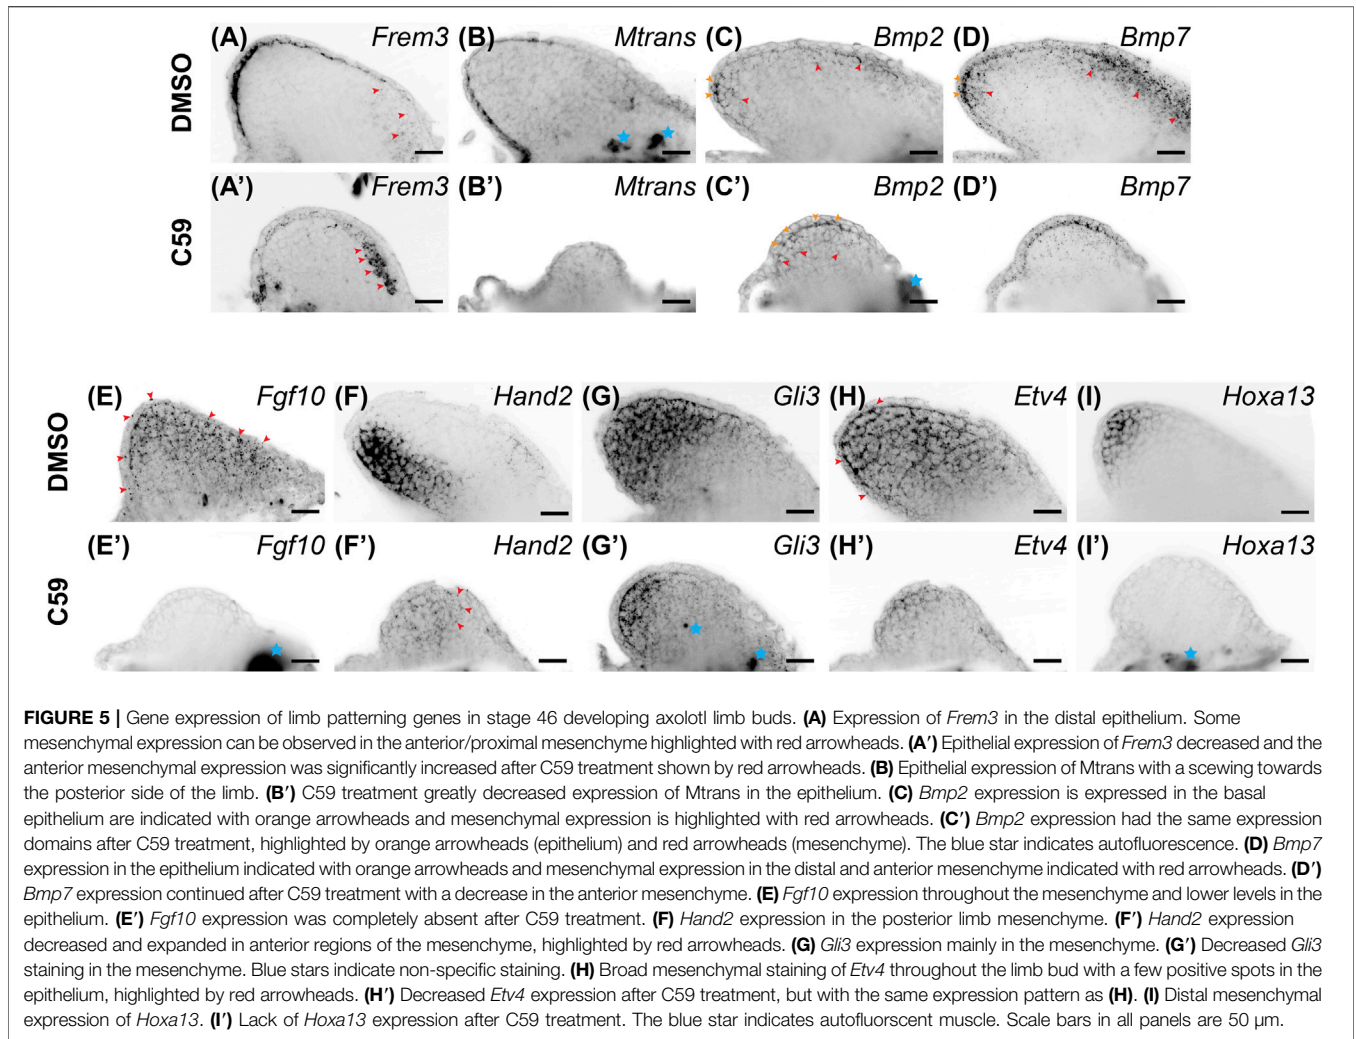 (A) Frem3 (B) Mtrans (C) Bmp2 (D) Bmp7
DMSO
(A′) Frem3 (B′) Mtrans (C′) Bmp2 (D′) Bmp7
C59
(E) Fgf10 (F) Hand2 (G) Gli3 (H) Etv4 (I) Hoxa13
DMSO
(E′) Fgf10 (F′) Hand2 (G′) Gli3 (H′) Etv4 (I′) Hoxa13
C59
FIGURE 5 | Gene expression of limb patterning genes in stage 46 developing axolotl limb buds. (A) Expression of Frem3 in the distal epithelium. Some
mesenchymal expression can be observed in the anterior/proximal mesenchyme highlighted with red arrowheads. (A′) Epithelial expression of Frem3 decreased and the
anterior mesenchymal expression was significantly increased after C59 treatment shown by red arrowheads. (B) Epithelial expression of Mtrans with a scewing towards
the posterior side of the limb. (B′) C59 treatment greatly decreased expression of Mtrans in the epithelium. (C) Bmp2 expression is expressed in the basal
epithelium are indicated with orange arrowheads and mesenchymal expression is highlighted with red arrowheads. (C′) Bmp2 expression had the same expression
domains after C59 treatment, highlighted by orange arrowheads (epithelium) and red arrowheads (mesenchyme). The blue star indicates autofluorescence. (D) Bmp7
expression in the epithelium indicated with orange arrowheads and mesenchymal expression in the distal and anterior mesenchyme indicated with red arrowheads. (D′)
Bmp7 expression continued after C59 treatment with a decrease in the anterior mesenchyme. (E) Fgf10 expression throughout the mesenchyme and lower levels in the
epithelium. (E′) Fgf10 expression was completely absent after C59 treatment. (F) Hand2 expression in the posterior limb mesenchyme. (F′) Hand2 expression
decreased and expanded in anterior regions of the mesenchyme, highlighted by red arrowheads. (G) Gli3 expression mainly in the mesenchyme. (G′) Decreased Gli3
staining in the mesenchyme. Blue stars indicate non-specific staining. (H) Broad mesenchymal staining of Etv4 throughout the limb bud with a few positive spots in the
epithelium, highlighted by red arrowheads. (H′) Decreased Etv4 expression after C59 treatment, but with the same expression pattern as (H). (I) Distal mesenchymal
expression of Hoxa13. (I′) Lack of Hoxa13 expression after C59 treatment. The blue star indicates autofluorscent muscle. Scale bars in all panels are 50 µm.